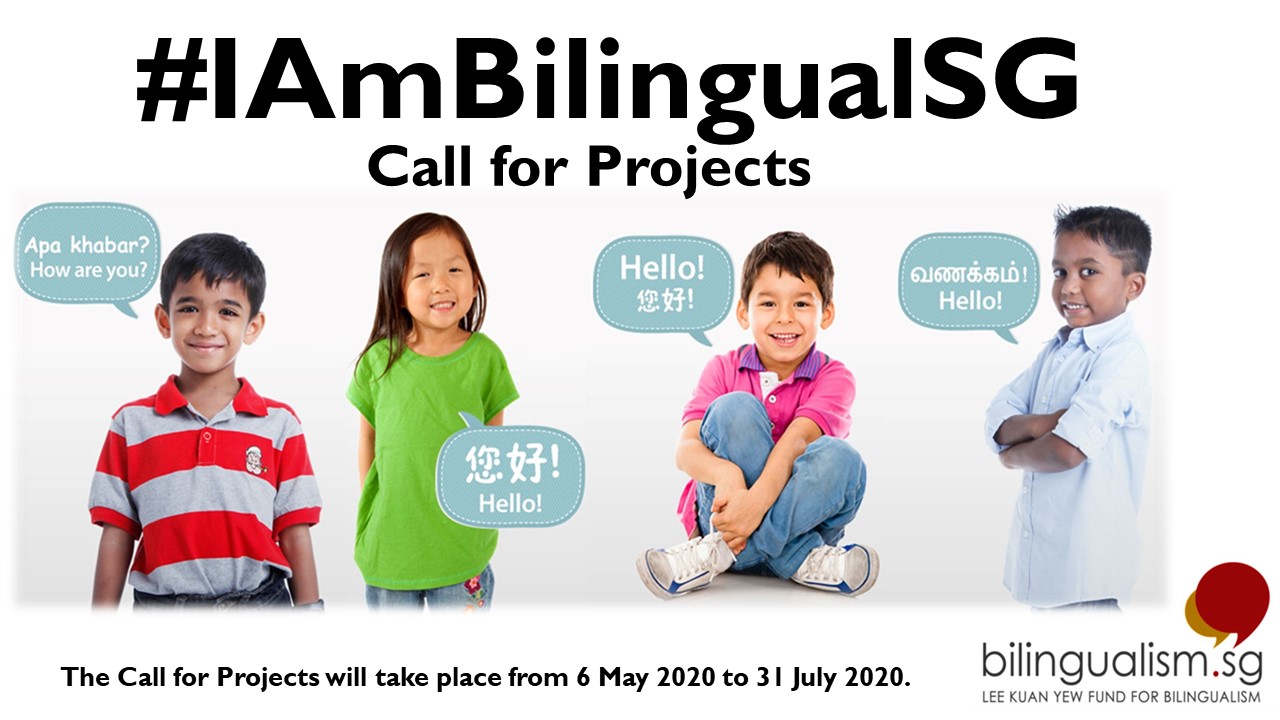 #IAmBilingualSG
Call for Projects
Apa khabar?
How are you?
您好!
Hello!
Hello!
您好!
வணக்கம்!
Hello!
The Call for Projects will take place from 6 May 2020 to 31 July 2020.
bilingualism.sg
LEE KUAN YEW FUND FOR BILINGUALISM